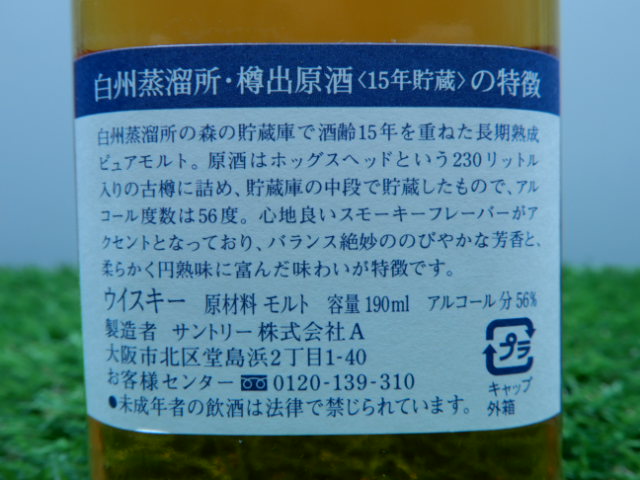 白州蒸溜所・樽出原酒〈15年貯蔵〉の特徴
白州蒸溜所の森の貯蔵庫で酒齢15年を重ねた長期熟成
ピュアモルト。原酒はホッグスヘッドという230リットル
入りの古樽に詰め、貯蔵庫の中段で貯蔵したもので、アル
コール度数は56度。心地良いスモーキーフレーバーがア
クセントとなっており、バランス絶妙ののびやかな芳香と、
柔らかく円熟味に富んだ味わいが特徴です。
ウイスキー 原材料 モルト 容量190ml アルコール分56%
製造者 サントリー株式会社A
大阪市北区堂島浜2丁目1-40
お客様センター 0120-139-310
●未成年者の飲酒は法律で禁じられています。
プラ
キャップ
外箱